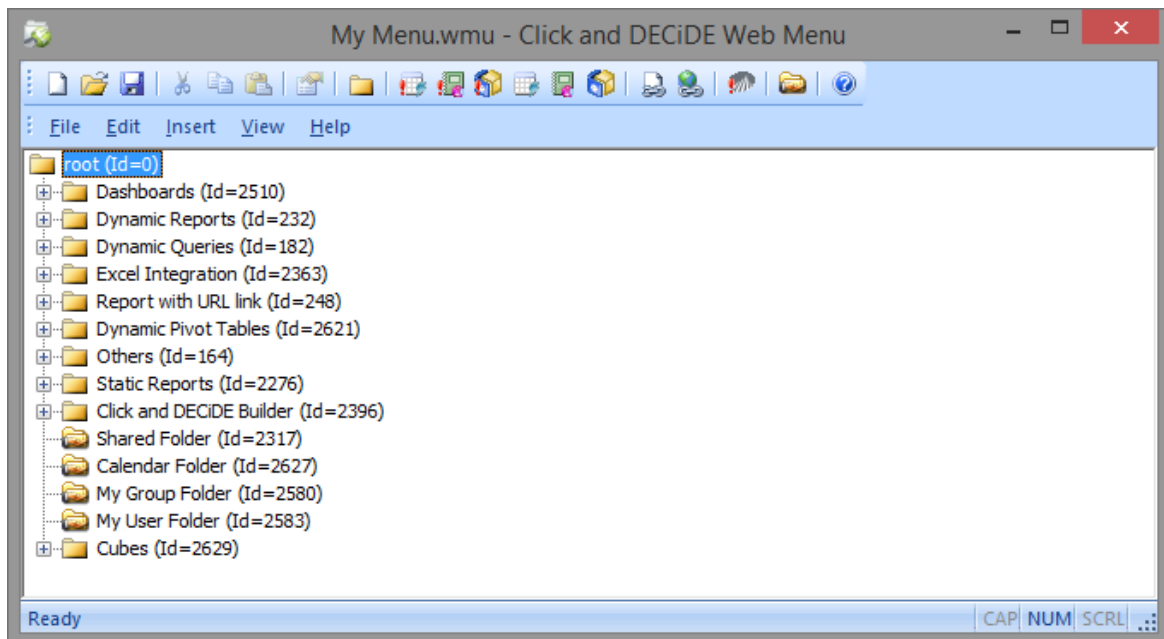 My Menu.wmu - Click and DECiDE Web Menu
File Edit Insert View Help
root (Id=0)
Dashboards (Id=2510)
Dynamic Reports (Id=232)
Dynamic Queries (Id=182)
Excel Integration (Id=2363)
Report with URL link (Id=248)
Dynamic Pivot Tables (Id=2621)
Others (Id=164)
Static Reports (Id=2276)
Click and DECiDE Builder (Id=2396)
Shared Folder (Id=2317)
Calendar Folder (Id=2627)
My Group Folder (Id=2580)
My User Folder (Id=2583)
Cubes (Id=2629)
Ready CAP NUM SCRL